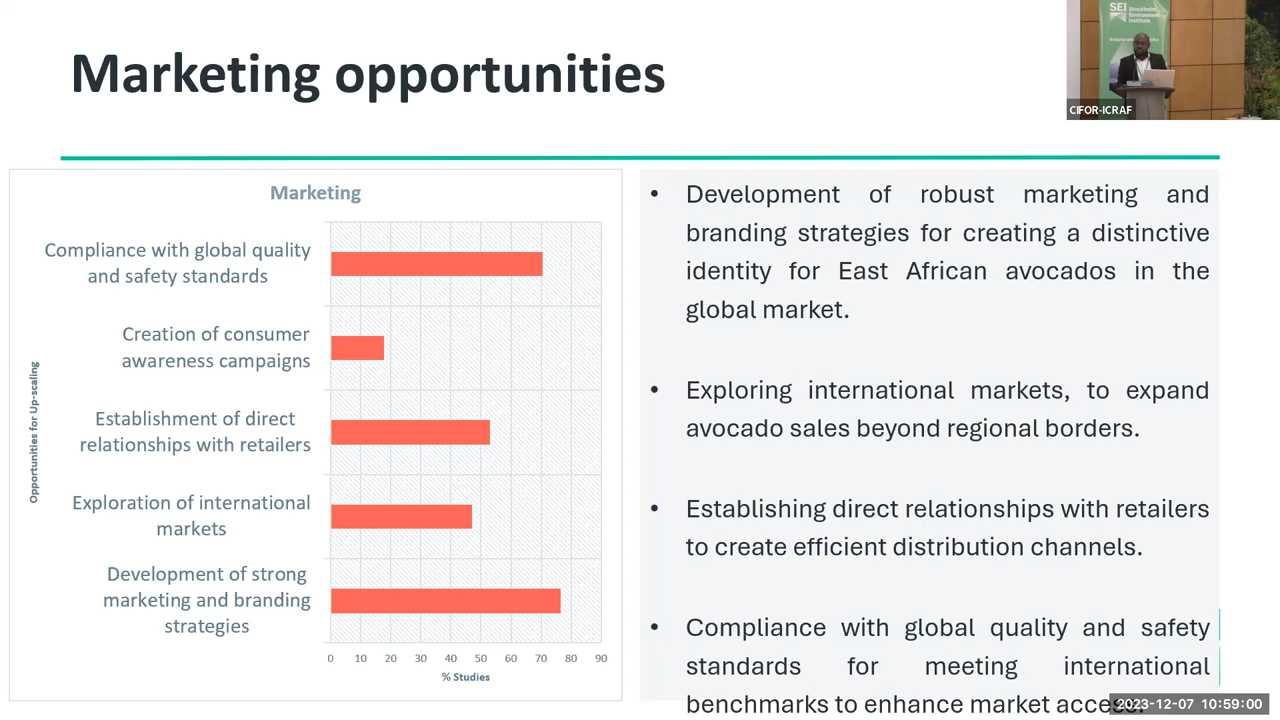 Marketing opportunities
SEI Stockholm
Environment
Institute
CIFOR-ICRAF
Marketing
Opportunities for Up-scaling
Compliance with global quality
and safety standards
Creation of consumer
awareness campaigns
Establishment of direct
relationships with retailers
Exploration of international
markets
Development of strong
marketing and branding
strategies
0 10 20 30 40 50 60 70 80 90
% Studies
• Development of robust marketing and
branding strategies for creating a distinctive
identity for East African avocados in the
global market.
• Exploring international markets, to expand
avocado sales beyond regional borders.
• Establishing direct relationships with retailers
to create efficient distribution channels.
• Compliance with global quality and safety
standards for meeting international
benchmarks to enhance market access.
2023-12-07 10:59:00